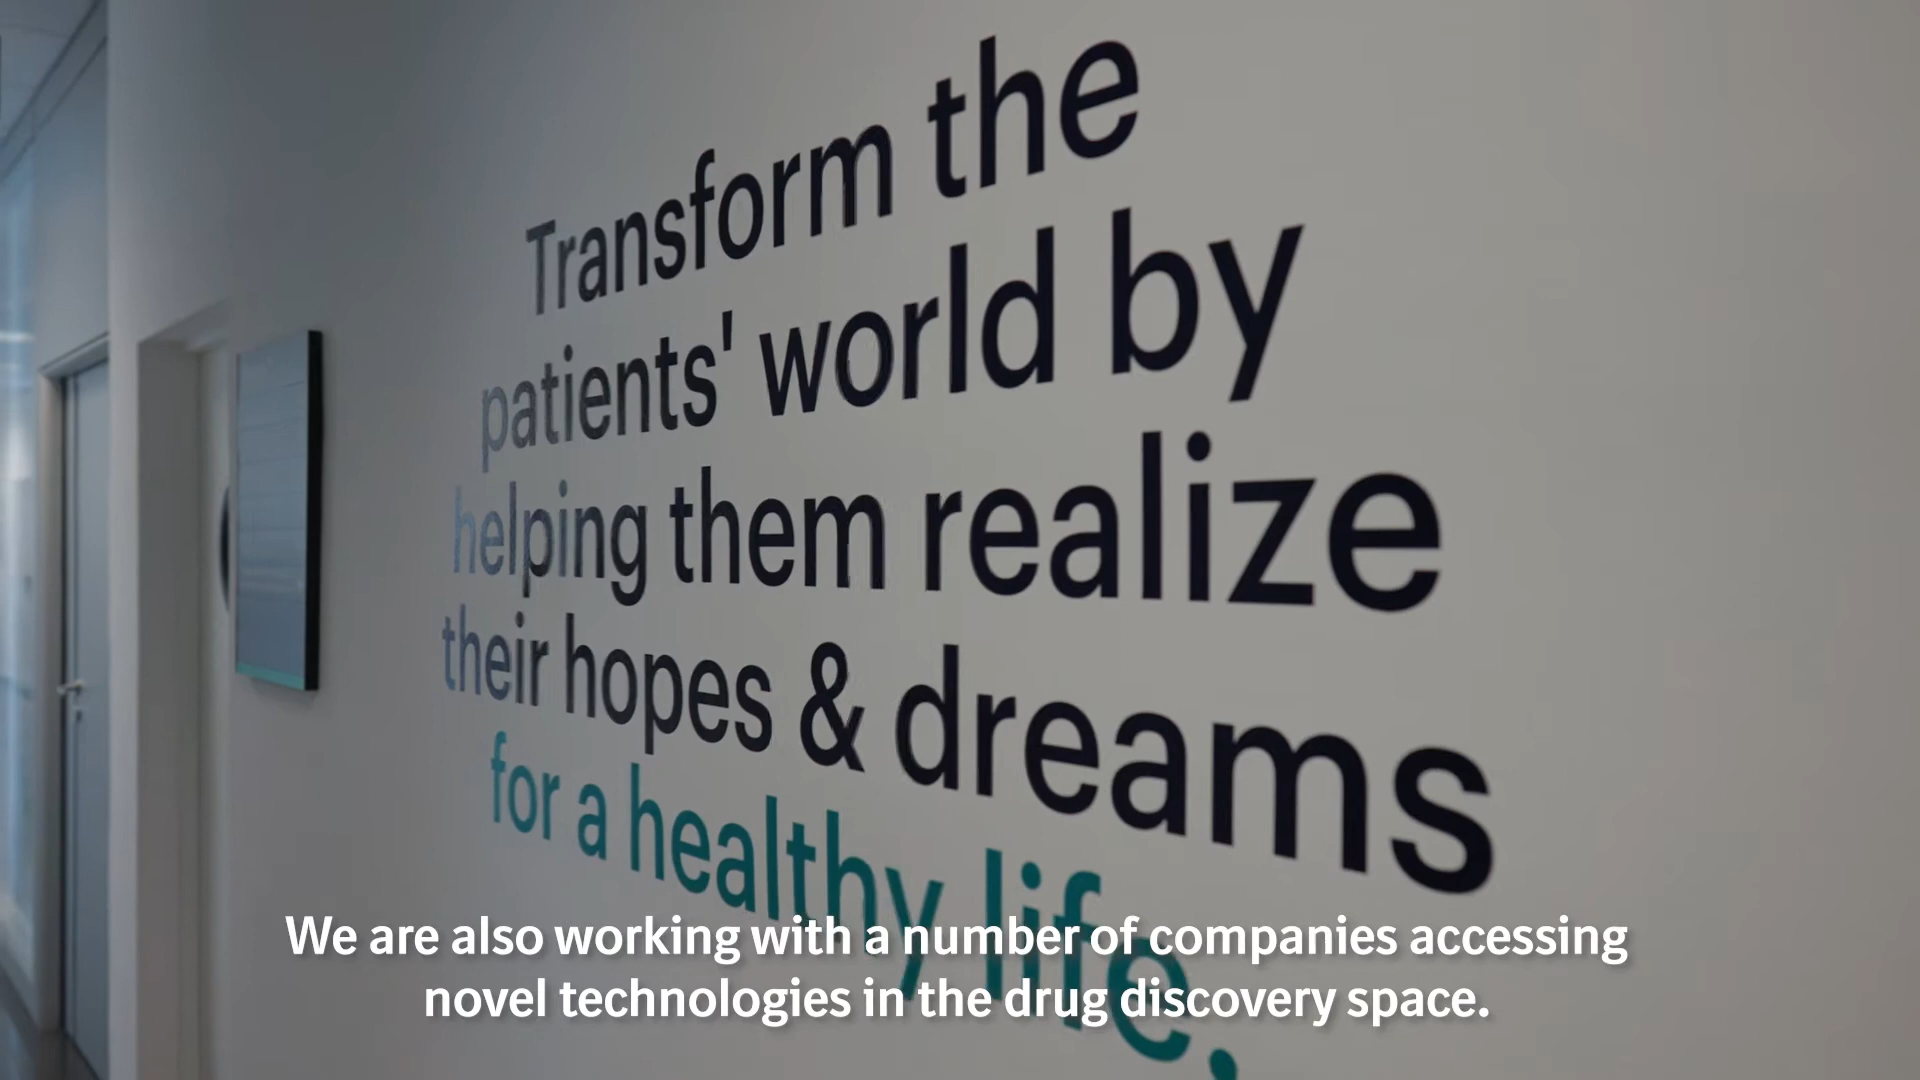 Transform the
patients' world by
helping them realize
their hopes & dreams
for a healthy life.
We are also working with a number of companies accessing
novel technologies in the drug discovery space.